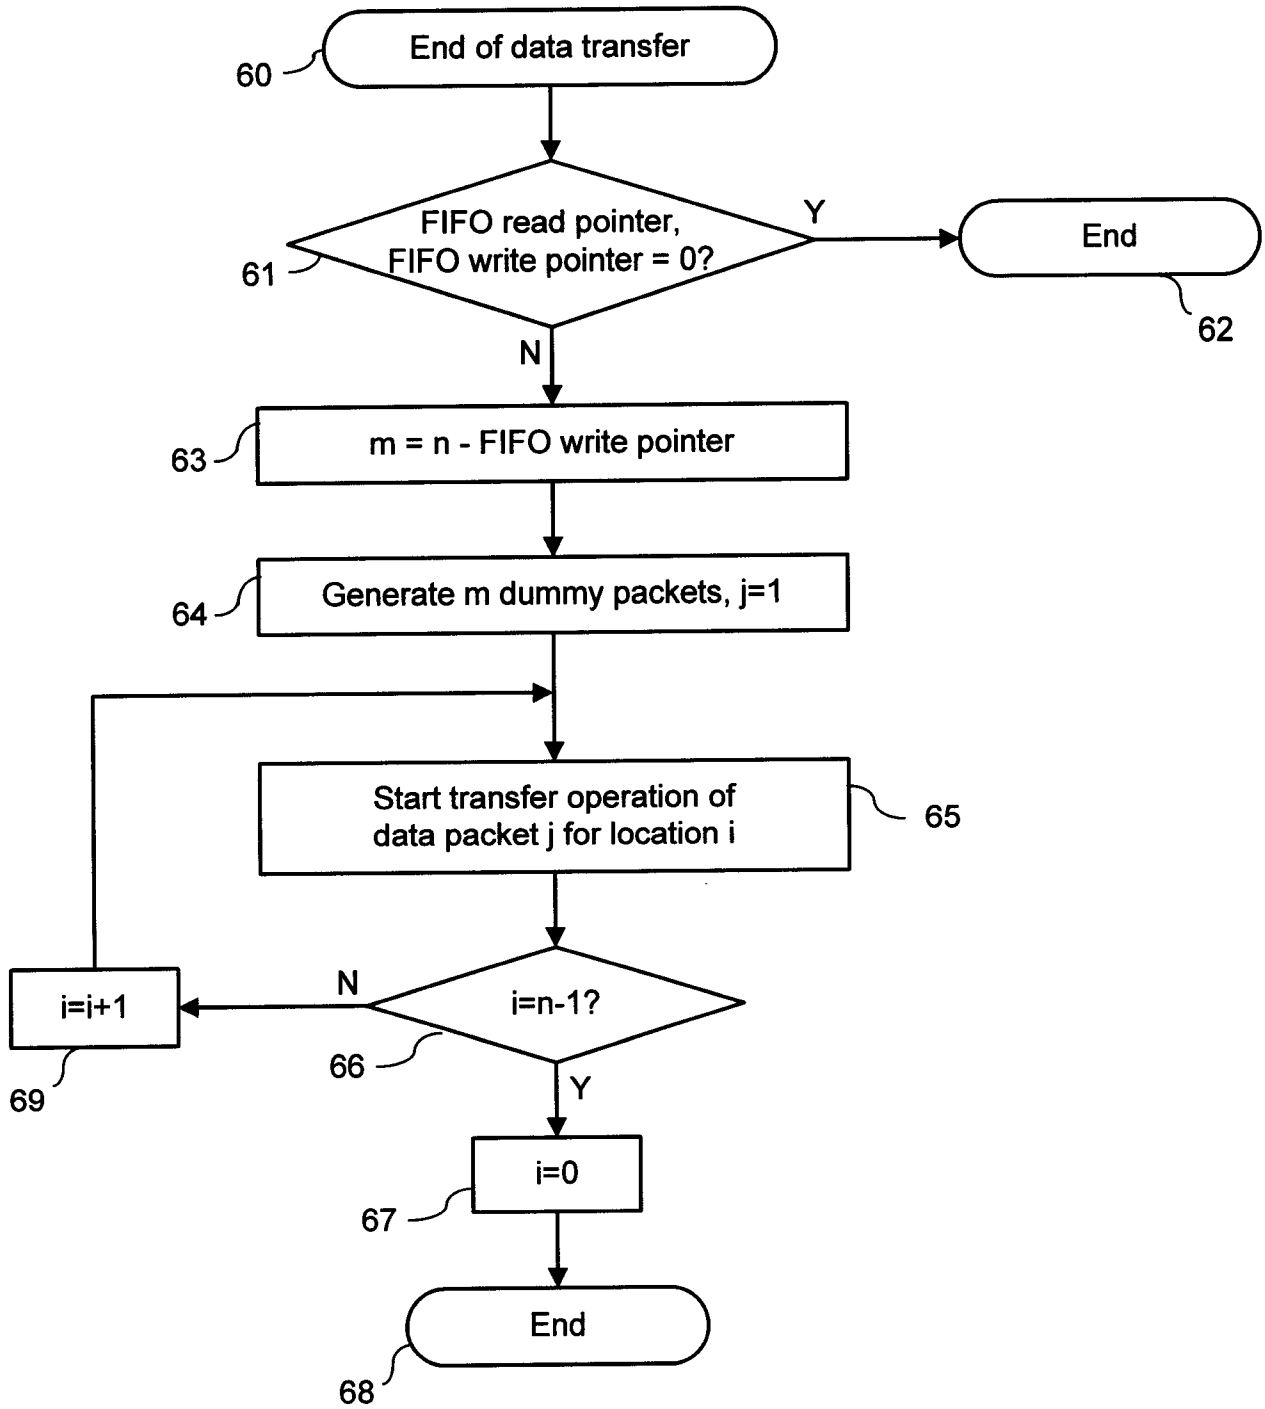 End of data transfer
60
FIFO read pointer,
FIFO write pointer = 0?
61
Y
End
62
N
m = n - FIFO write pointer
63
Generate m dummy packets, j=1
64
Start transfer operation of
data packet j for location i
65
i=n-1?
66
N
i=i+1
69
Y
i=0
67
End
68